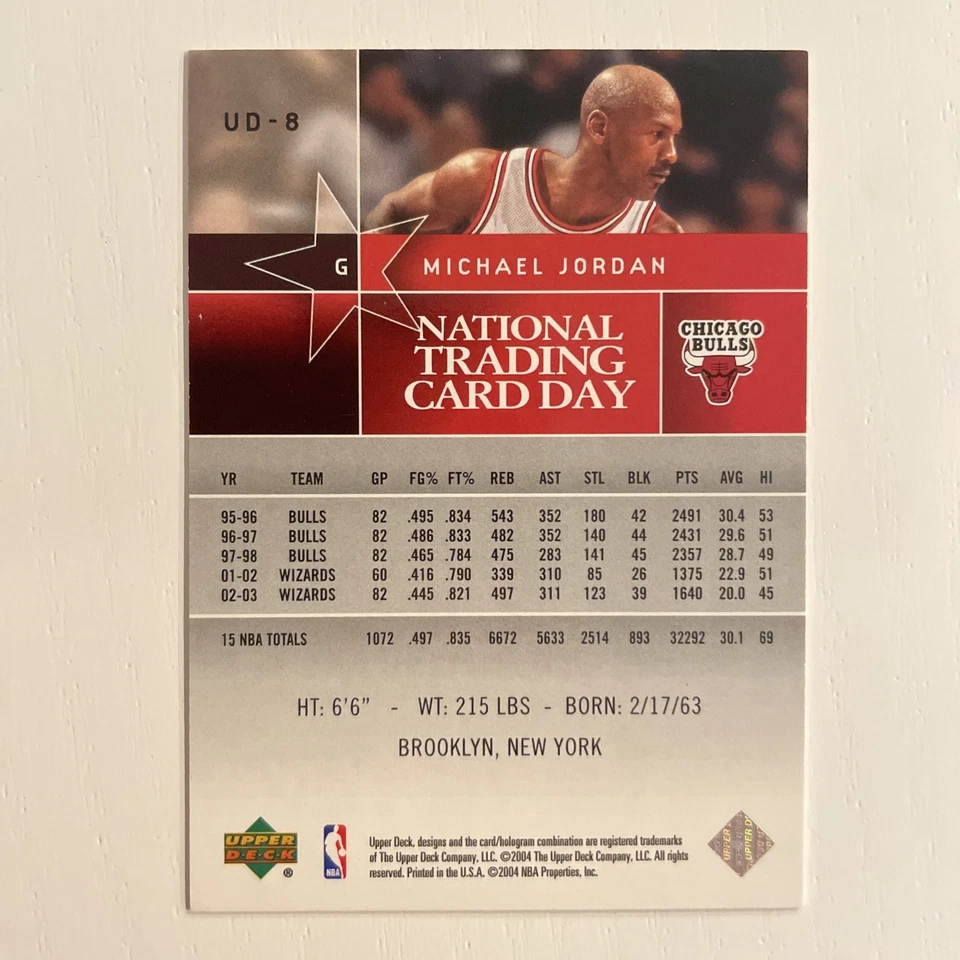 UD-8
G MICHAEL JORDAN
NATIONAL
TRADING
CARD DAY
CHICAGO
BULLS
YR TEAM GP FG% FT% REB AST STL BLK PTS AVG HI
95-96 BULLS 82 .495 .834 543 352 180 42 2491 30.4 53
96-97 BULLS 82 .486 .833 482 352 140 44 2431 29.6 51
97-98 BULLS 82 .465 .784 475 283 141 45 2357 28.7 49
01-02 WIZARDS 60 .416 .790 339 310 85 26 1375 22.9 51
02-03 WIZARDS 82 .445 .821 497 311 123 39 1640 20.0 45
15 NBA TOTALS 1072 .497 .835 6672 5633 2514 893 32292 30.1 69
HT: 6'6" - WT: 215 LBS - BORN: 2/17/63
BROOKLYN, NEW YORK
UPPER
DECK
®
NBA
Upper Deck, designs and the card/hologram combination are registered trademarks
of The Upper Deck Company, LLC. ©2004 The Upper Deck Company, LLC. All rights
reserved. Printed in the U.S.A. ©2004 NBA Properties, Inc.
UPPER
UPPER